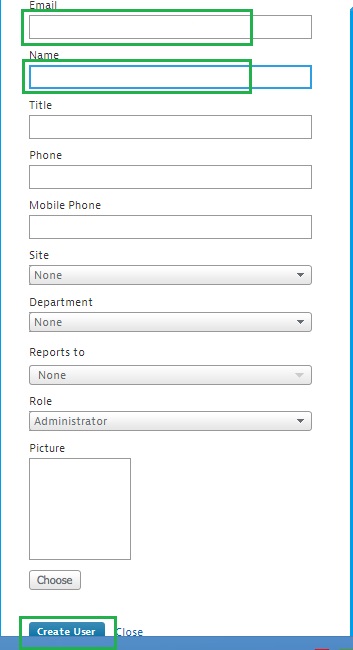 Email
Name
Title
Phone
Mobile Phone
Site
None
Department
None
Reports to
None
Role
Administrator
Picture
Choose
Create User Close